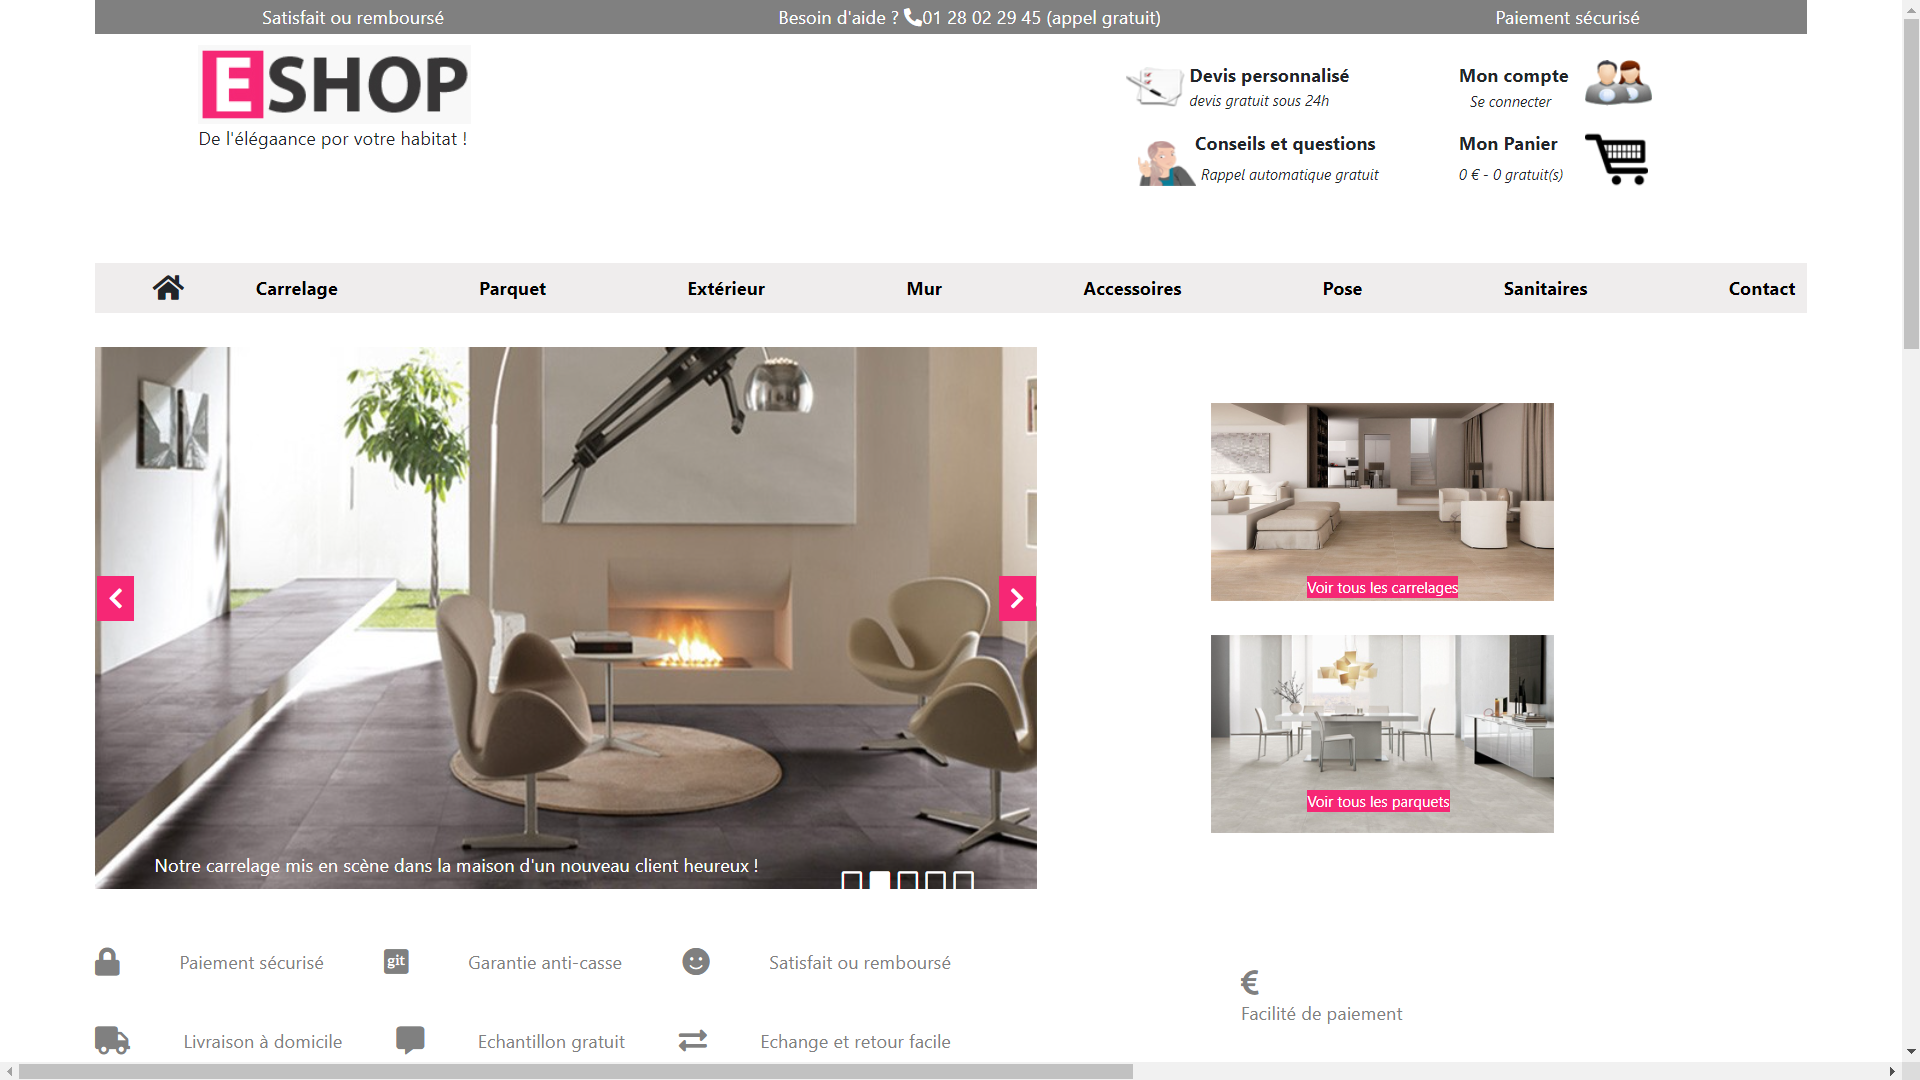 Satisfait ou remboursé
Besoin d'aide ? 01 28 02 29 45 (appel gratuit)
Paiement sécurisé
ESHOP
De l'élégaance por votre habitat !
Devis personnalisé
devis gratuit sous 24h
Mon compte
Se connecter
Conseils et questions
Rappel automatique gratuit
Mon Panier
0 € - 0 gratuit(s)
Carrelage
Parquet
Extérieur
Mur
Accessoires
Pose
Sanitaires
Contact
Voir tous les carrelages
Voir tous les parquets
Notre carrelage mis en scène dans la maison d'un nouveau client heureux !
Paiement sécurisé
git
Garantie anti-casse
Satisfait ou remboursé
€
Facilité de paiement
Livraison à domicile
Echantillon gratuit
Echange et retour facile